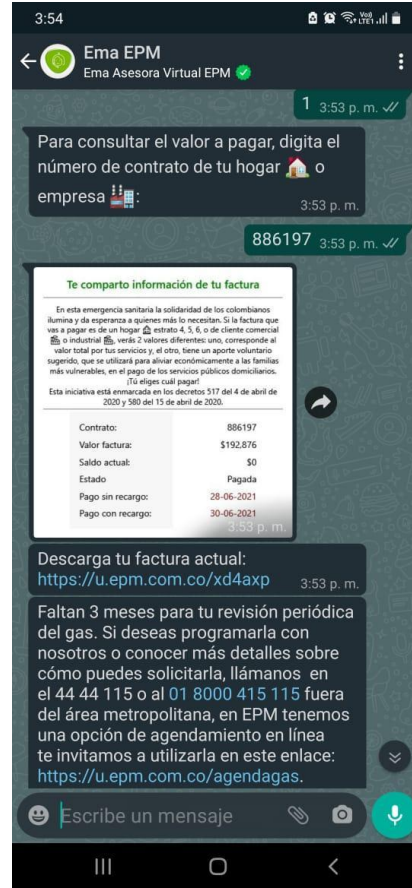 3:54
Ema EPM
Ema Asesora Virtual EPM
1 3:53 p. m.
Para consultar el valor a pagar, digita el
número de contrato de tu hogar 🏠 o
empresa 🏭:
3:53 p. m.
886197 3:53 p. m.
Te comparto información de tu factura
En esta emergencia sanitaria la solidaridad de los colombianos
ilumina y da esperanza a quienes más lo necesitan. Si la factura que
vas a pagar es de un hogar 🏠 estrato 4, 5, 6, o de cliente comercial
🏪 o industrial 🏭, verás 2 valores diferentes: uno, corresponde al
valor total por tus servicios y, el otro, tiene un aporte voluntario
sugerido, que se utilizará para aliviar económicamente a las familias
más vulnerables, en el pago de los servicios públicos domiciliarios.
¡Tú eliges cuál pagar!
Esta iniciativa está enmarcada en los decretos 517 del 4 de abril de
2020 y 580 del 15 de abril de 2020.
Contrato: 886197
Valor factura: $192,876
Saldo actual: $0
Estado Pagada
Pago sin recargo: 28-06-2021
Pago con recargo: 30-06-2021
3:53 p. m.
Descarga tu factura actual:
https://u.epm.com.co/xd4axp 3:53 p. m.
Faltan 3 meses para tu revisión periódica
del gas. Si deseas programarla con
nosotros o conocer más detalles sobre
cómo puedes solicitarla, llámanos en
el 44 44 115 o al 01 8000 415 115 fuera
del área metropolitana, en EPM tenemos
una opción de agendamiento en línea
te invitamos a utilizarla en este enlace:
https://u.epm.com.co/agendagas.
Escribe un mensaje